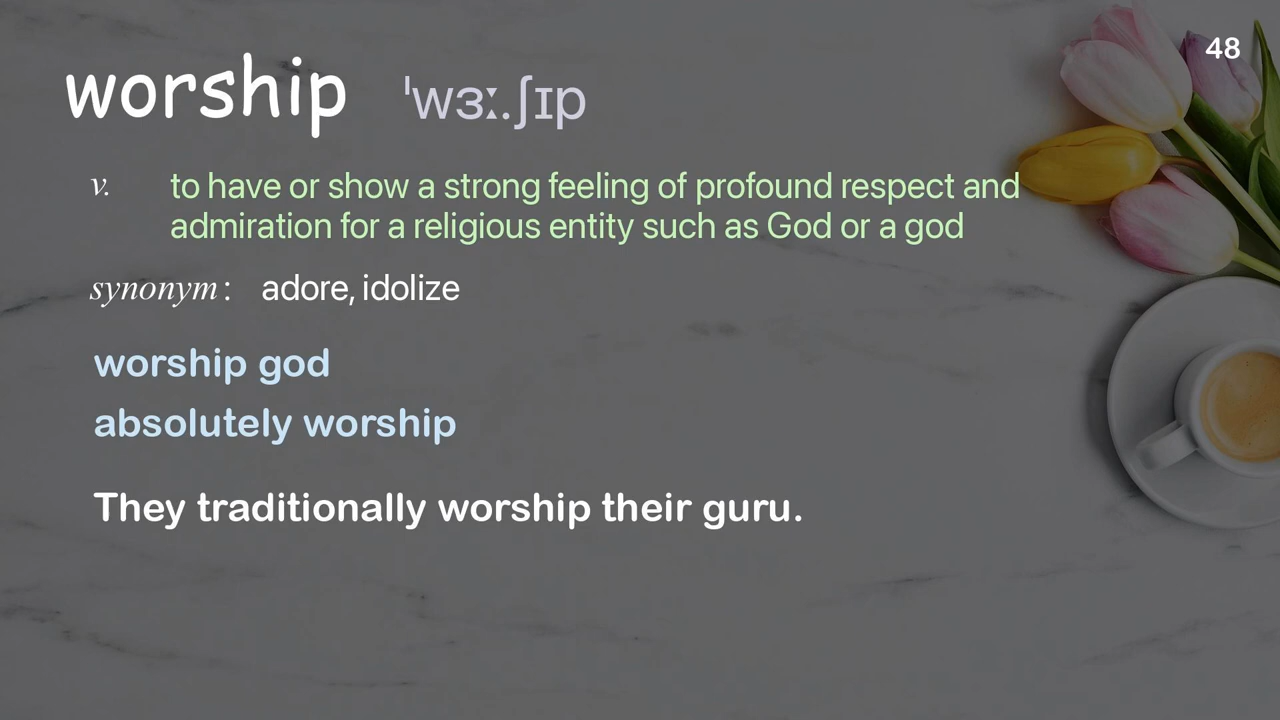 48
worship ˈwɜː.ʃɪp
v. to have or show a strong feeling of profound respect and
admiration for a religious entity such as God or a god
synonym: adore, idolize
worship god
absolutely worship
They traditionally worship their guru.